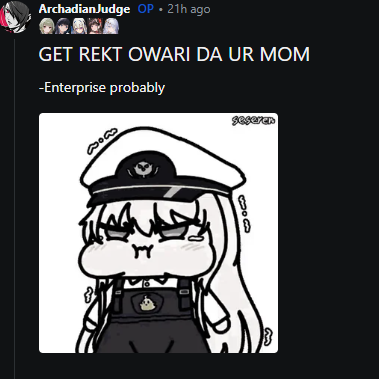 ArchadianJudge OP • 21h ago
GET REKT OWARI DA UR MOM
-Enterprise probably
seseren